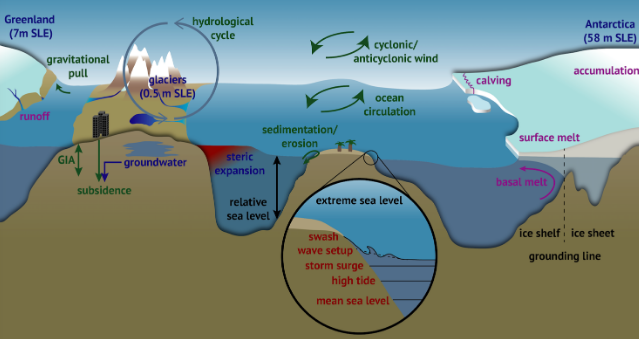 Greenland
(7m SLE)
gravitational
pull
runoff
GIA
subsidence
groundwater
glaciers
(0.5 m SLE)
hydrological
cycle
steric
expansion
relative
sea level
sedimentation/
erosion
cyclonic/
anticyclonic wind
ocean
circulation
extreme sea level
swash
wave setup
storm surge
high tide
mean sea level
calving
Antarctica
(58 m SLE)
accumulation
surface melt
basal melt
ice shelf
ice sheet
grounding line